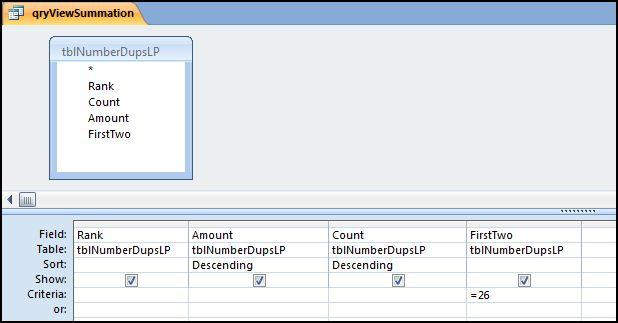 qryViewSummation
tblNumberDupsLP
*
Rank
Count
Amount
FirstTwo
Field: Rank Amount Count FirstTwo
Table: tblNumberDupsLP tblNumberDupsLP tblNumberDupsLP tblNumberDupsLP
Sort: Descending Descending
Show:
Criteria: =26
or: